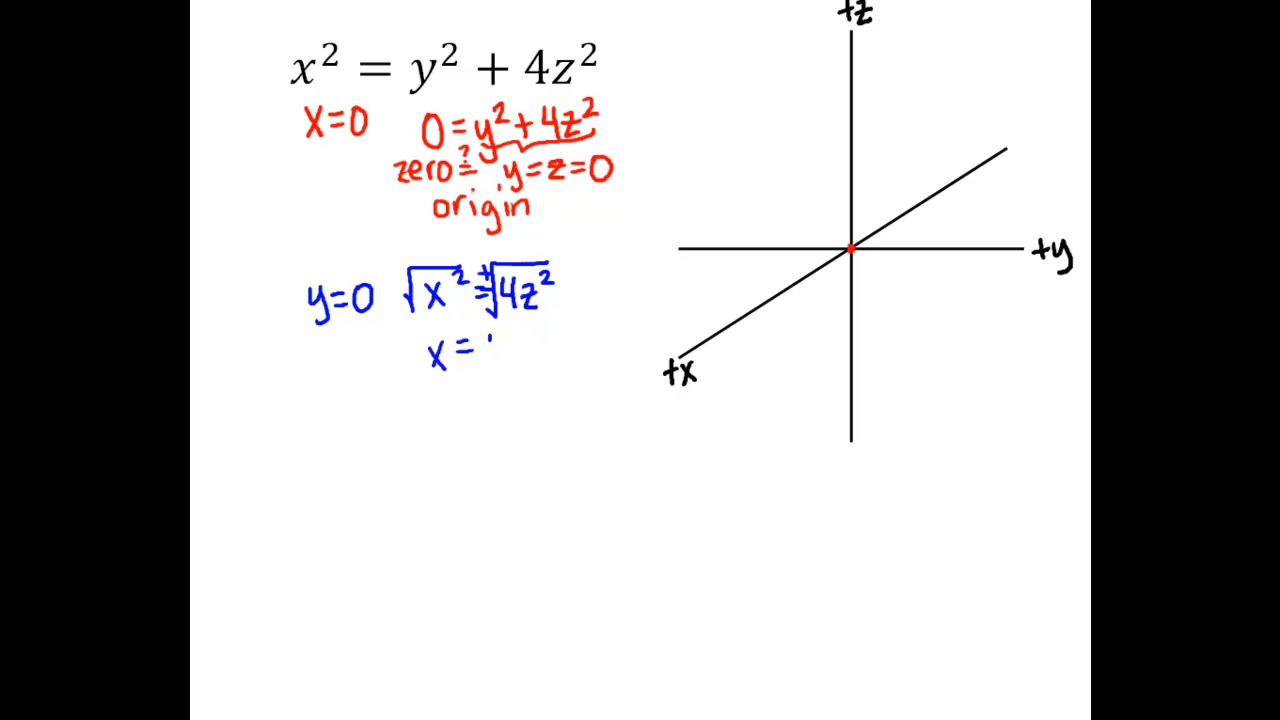 x² = y² + 4z²
x=0 0 = y² + 4z²
zero ≟ y=z=0
origin
y=0 √x² = ±√4z²
x =
+z
+y
+x